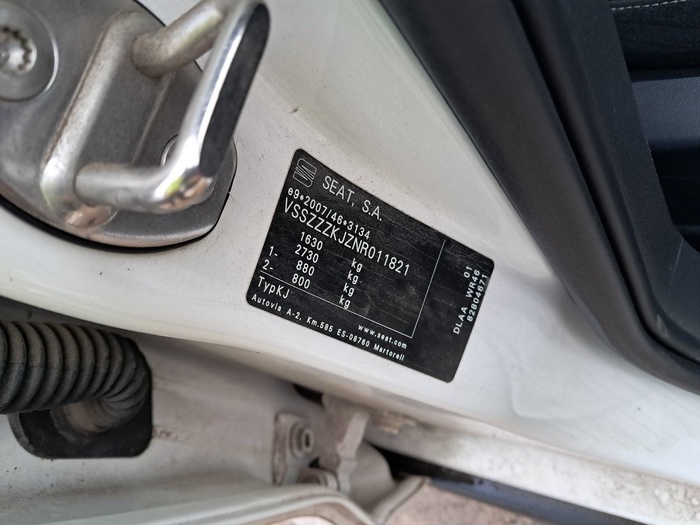 SEAT, S.A.
e9*2007/46*3134
VSSZZZKJZNR011821
1630 kg
2730 kg
1- 880 kg
2- 800 kg
TypKJ
www.seat.com
Autovia A-2, Km.585 ES-08760 Martorell
01
DLAA WR46
8280467